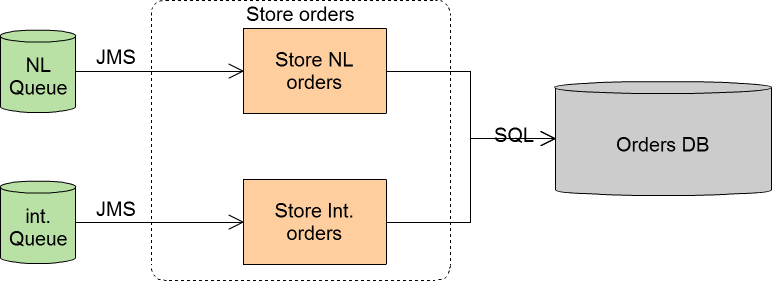 Store orders
NL
Queue
JMS
Store NL
orders
SQL
Orders DB
int.
Queue
JMS
Store Int.
orders